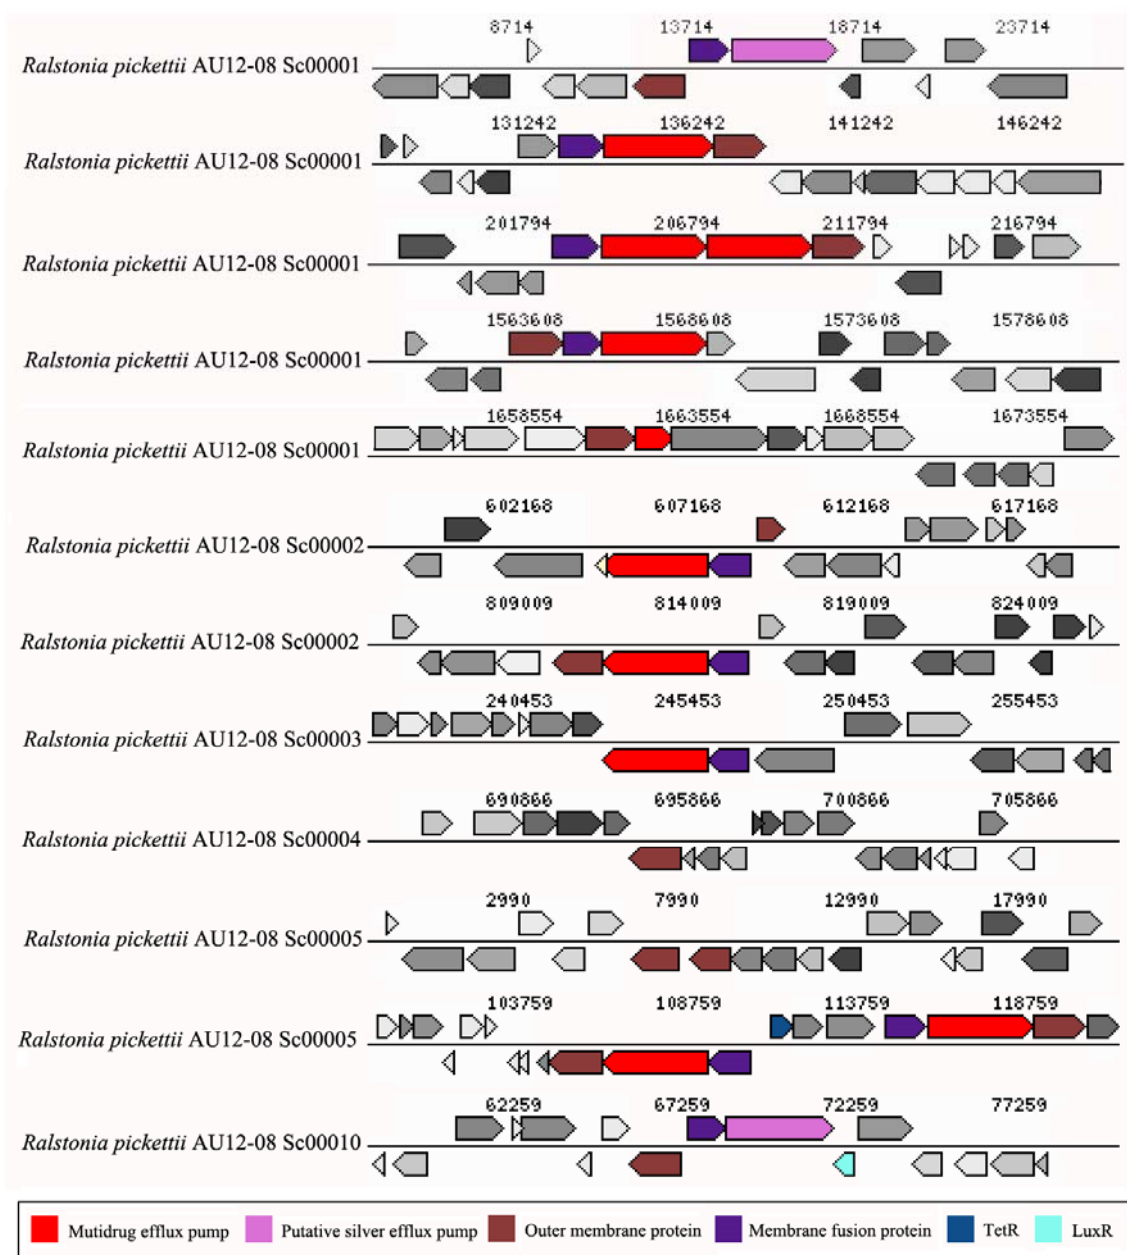 8714 13714 18714 23714
Ralstonia pickettii AU12-08 Sc00001
131242 136242 141242 146242
Ralstonia pickettii AU12-08 Sc00001
201794 206794 211794 216794
Ralstonia pickettii AU12-08 Sc00001
1563608 1568608 1573608 1578608
Ralstonia pickettii AU12-08 Sc00001
1658554 1663554 1668554 1673554
Ralstonia pickettii AU12-08 Sc00001
602168 607168 612168 617168
Ralstonia pickettii AU12-08 Sc00002
809009 814009 819009 824009
Ralstonia pickettii AU12-08 Sc00002
240453 245453 250453 255453
Ralstonia pickettii AU12-08 Sc00003
690866 695866 700866 705866
Ralstonia pickettii AU12-08 Sc00004
2990 7990 12990 17990
Ralstonia pickettii AU12-08 Sc00005
103759 108759 113759 118759
Ralstonia pickettii AU12-08 Sc00005
62259 67259 72259 77259
Ralstonia pickettii AU12-08 Sc00010
Mutidrug efflux pump Putative silver efflux pump Outer membrane protein Membrane fusion protein TetR LuxR